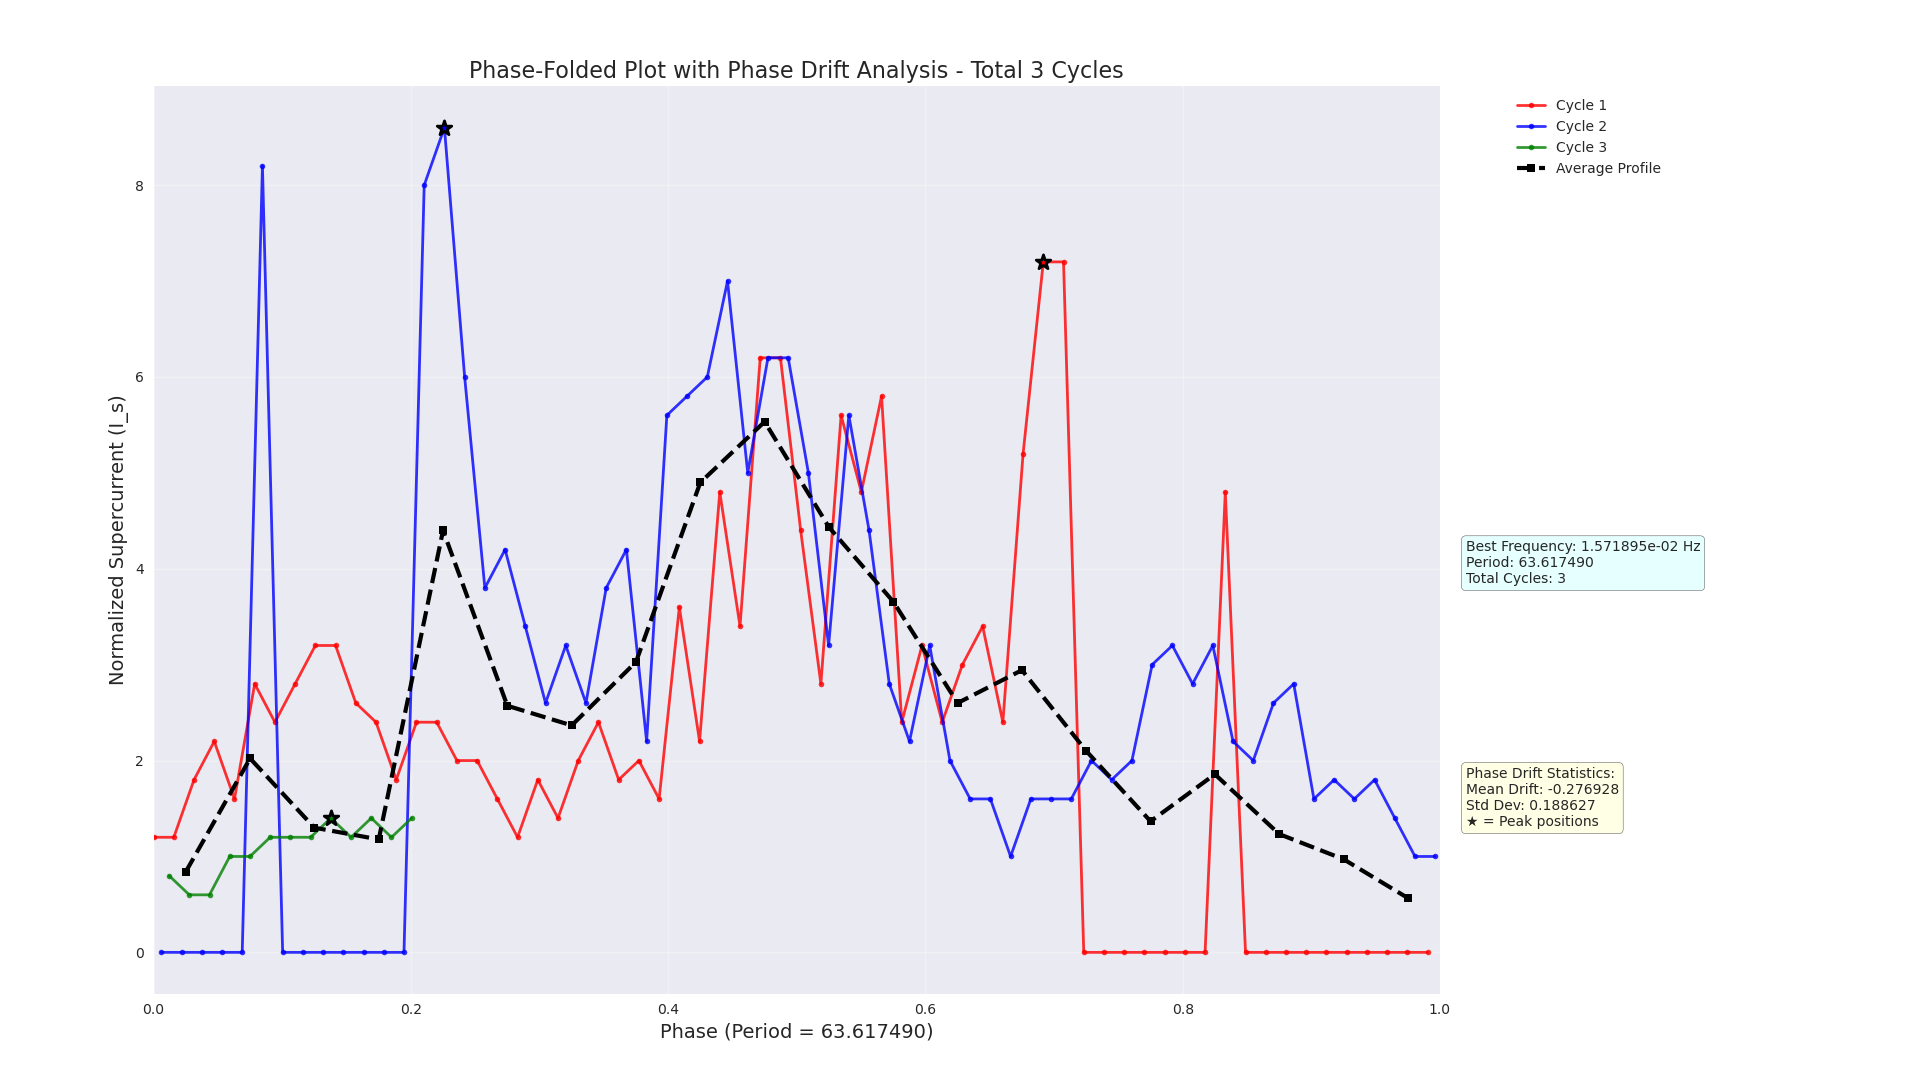 Phase-Folded Plot with Phase Drift Analysis - Total 3 Cycles
Cycle 1
Cycle 2
Cycle 3
Average Profile
Normalized Supercurrent (I_s)
8
6
4
2
0
0.0
0.2
0.4
0.6
0.8
1.0
Phase (Period = 63.617490)
Best Frequency: 1.571895e-02 Hz
Period: 63.617490
Total Cycles: 3
Phase Drift Statistics:
Mean Drift: -0.276928
Std Dev: 0.188627
★ = Peak positions